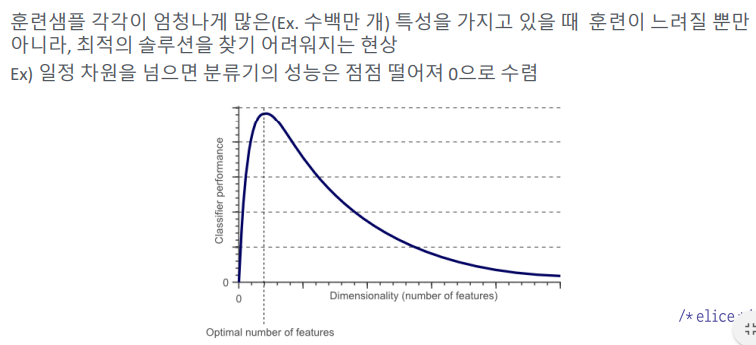 훈련샘플 각각이 엄청나게 많은(Ex. 수백만 개) 특성을 가지고 있을 때 훈련이 느려질 뿐만
아니라, 최적의 솔루션을 찾기 어려워지는 현상
Ex) 일정 차원을 넘으면 분류기의 성능은 점점 떨어져 0으로 수렴
Classifier performance
0
0
Dimensionality (number of features)
Optimal number of features
/* elice